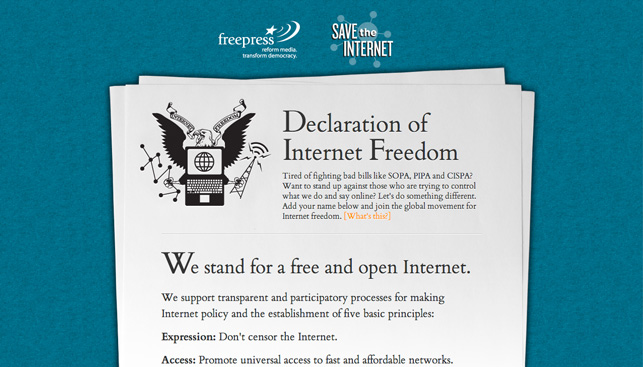 freepress
reform media.
transform democracy.
SAVE the
INTERNET
INTERNET FREEDOM
Declaration of
Internet Freedom
Tired of fighting bad bills like SOPA, PIPA and CISPA?
Want to stand up against those who are trying to control
what we do and say online? Let's do something different.
Add your name below and join the global movement for
Internet freedom. [What's this?]
We stand for a free and open Internet.
We support transparent and participatory processes for making
Internet policy and the establishment of five basic principles:
Expression: Don't censor the Internet.
Access: Promote universal access to fast and affordable networks.